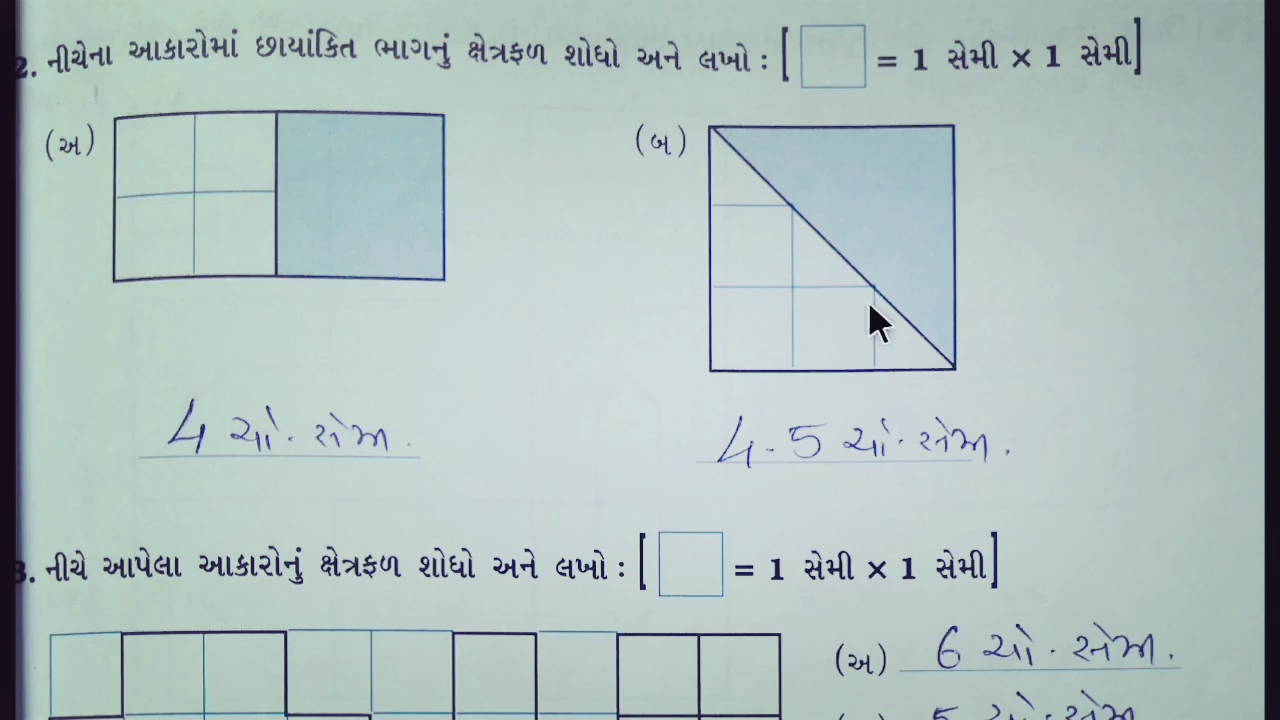 2. નીચેના આકારોમાં છાયાંકિત ભાગનું ક્ષેત્રફળ શોધો અને લખો : [ = 1 સેમી × 1 સેમી]
(અ) (બ)
4 ચો. સેમી. 4.5 ચો. સેમી.
3. નીચે આપેલા આકારોનું ક્ષેત્રફળ શોધો અને લખો : [ = 1 સેમી × 1 સેમી]
(અ) 6 ચો. સેમી.
5 ચો. સેમી